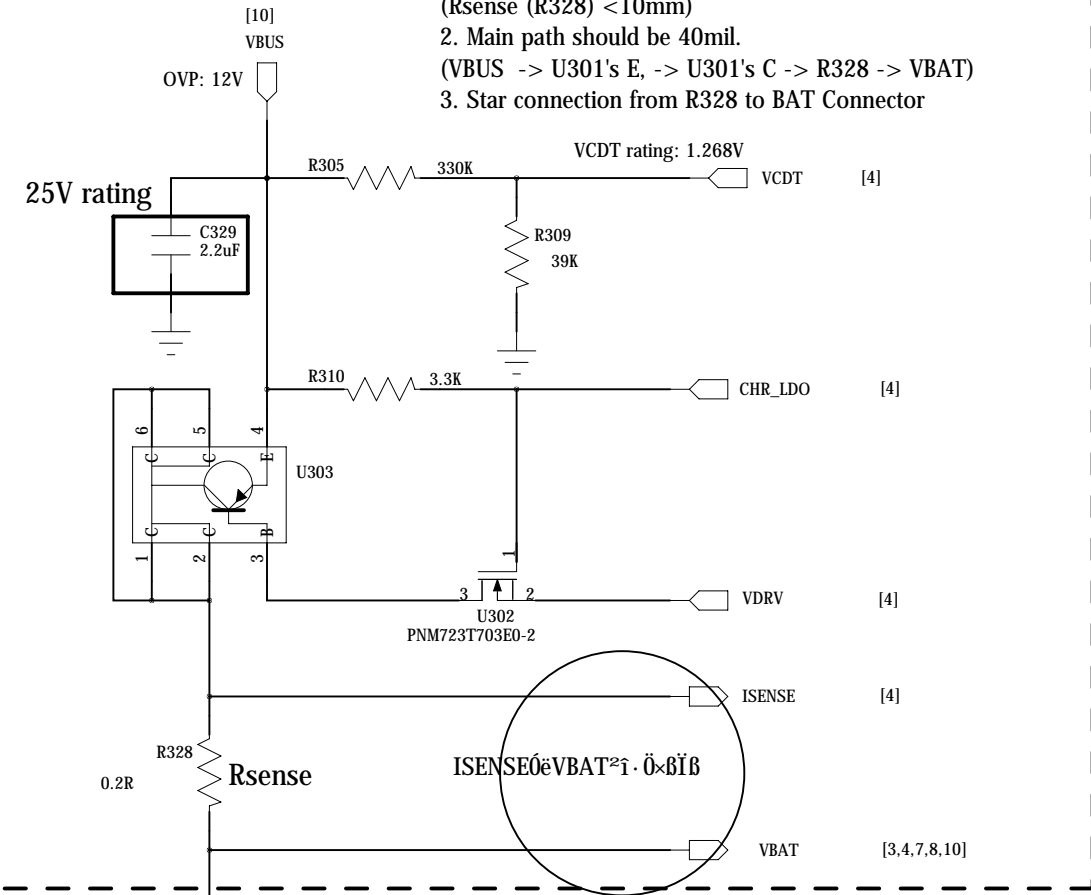 (Rsense (R328) <10mm)
[10]
VBUS
2. Main path should be 40mil.
(VBUS -> U301's E, -> U301's C -> R328 -> VBAT)
OVP: 12V
3. Star connection from R328 to BAT Connector
VCDT rating: 1.268V
R305
330K
VCDT
[4]
25V rating
C329
2.2uF
R309
39K
R310
3.3K
CHR_LDO
[4]
6
5
4
C
C
E
U303
C
C
B
1
2
3
1
3
2
VDRV
[4]
U302
PNM723T703E0-2
ISENSE
[4]
R328
0.2R
Rsense
ISENSEÓëVBAT²î·Ö×ßÏß
VBAT
[3,4,7,8,10]